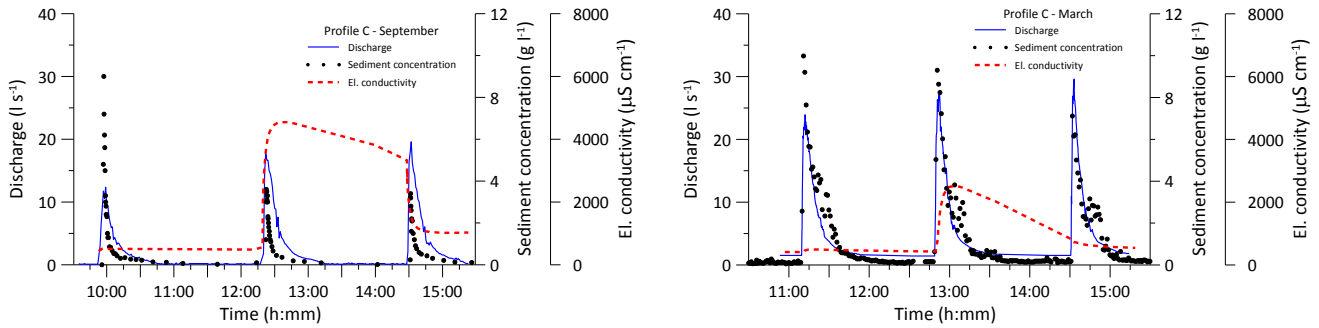 Profile C - September
Discharge
Sediment concentration
El. conductivity
Discharge (l s⁻¹)
40
30
20
10
0
10:00 11:00 12:00 13:00 14:00 15:00
Time (h:mm)
12
8
4
0
Sediment concentration (g l⁻¹)
8000
6000
4000
2000
0
El. conductivity (µS cm⁻¹)
Profile C - March
Discharge
Sediment concentration
El. conductivity
Discharge (l s⁻¹)
40
30
20
10
0
11:00 12:00 13:00 14:00 15:00
Time (h:mm)
12
8
4
0
Sediment concentration (g l⁻¹)
8000
6000
4000
2000
0
El. conductivity (µS cm⁻¹)